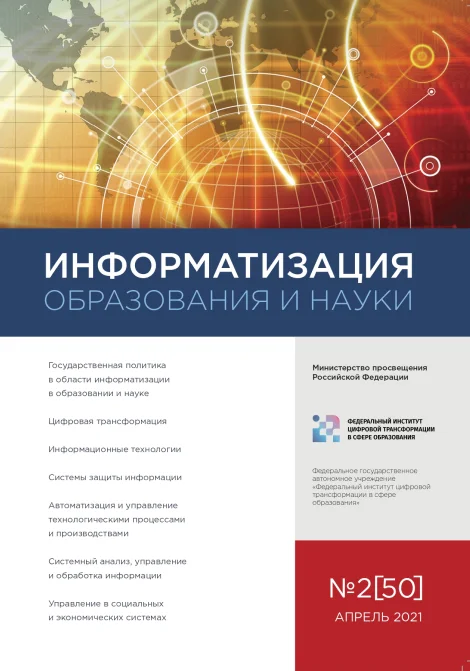 ИНФОРМАТИЗАЦИЯ
ОБРАЗОВАНИЯ И НАУКИ
Государственная политика
в области информатизации
в образовании и науке
Цифровая трансформация
Информационные технологии
Системы защиты информации
Автоматизация и управление
технологическими процессами
и производствами
Системный анализ, управление
и обработка информации
Управление в социальных
и экономических системах
Министерство просвещения
Российской Федерации
ФЕДЕРАЛЬНЫЙ ИНСТИТУТ
ЦИФРОВОЙ ТРАНСФОРМАЦИИ
В СФЕРЕ ОБРАЗОВАНИЯ
Федеральное государственное
автономное учреждение
«Федеральный институт цифровой
трансформации в сфере
образования»
№2[50]
АПРЕЛЬ 2021